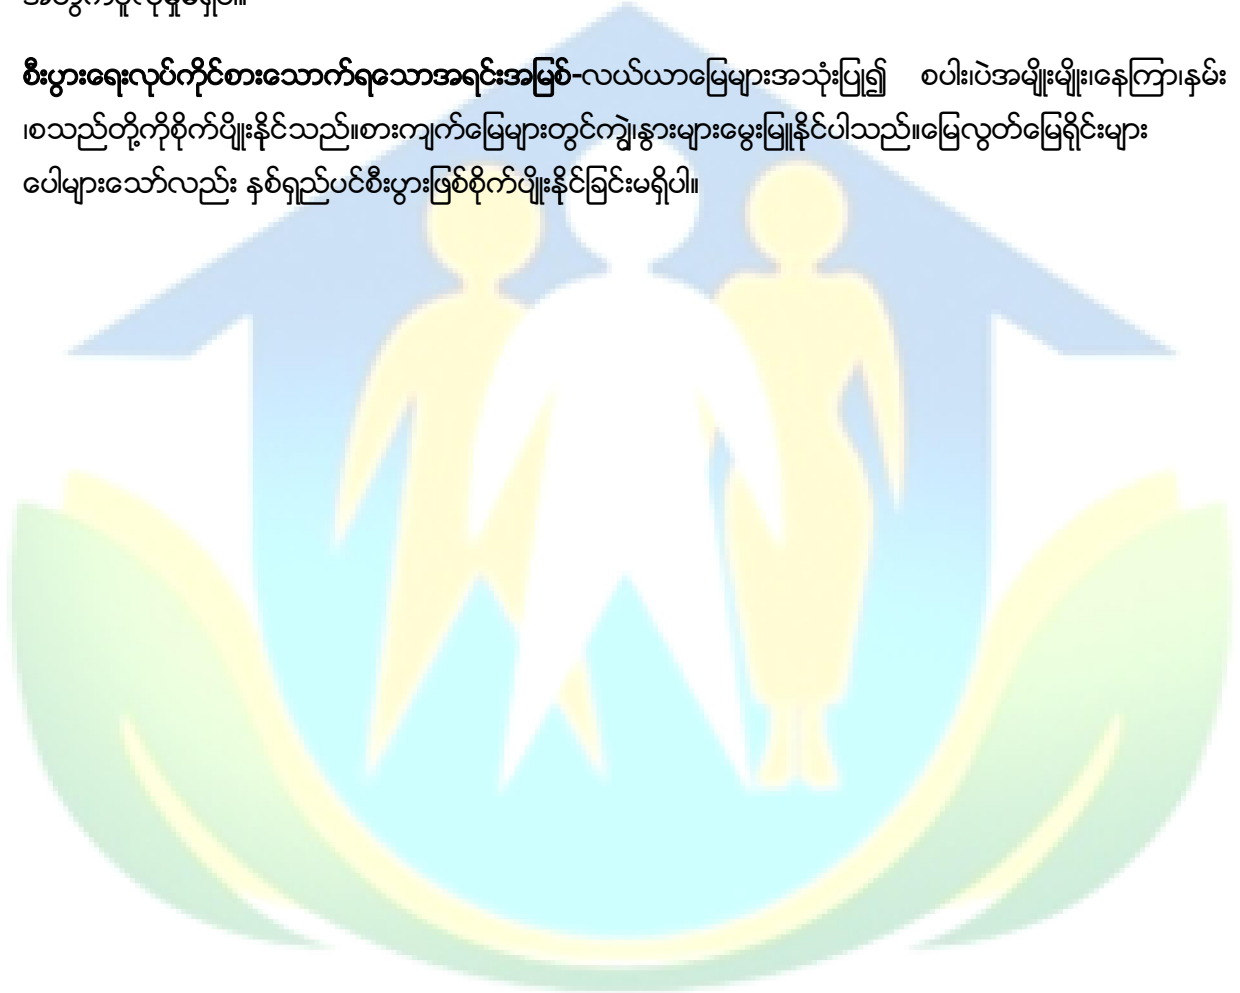 စီးပွားရေးလုပ်ကိုင်စားသောက်ရသောအရင်းအမြစ်-လယ်ယာမြေများအသုံးပြု၍ စပါး၊ပဲအမျိုးမျိုး၊နေကြာ၊နှမ်း
၊စသည်တို့ကိုစိုက်ပျိုးနိုင်သည်။စားကျက်မြေများတွင်ကျွဲ၊နွားများမွေးမြူနိုင်ပါသည်။မြေလွတ်မြေရိုင်းများ
ပေါများသော်လည်း နှစ်ရှည်ပင်စီးပွားဖြစ်စိုက်ပျိုးနိုင်ခြင်းမရှိပါ။